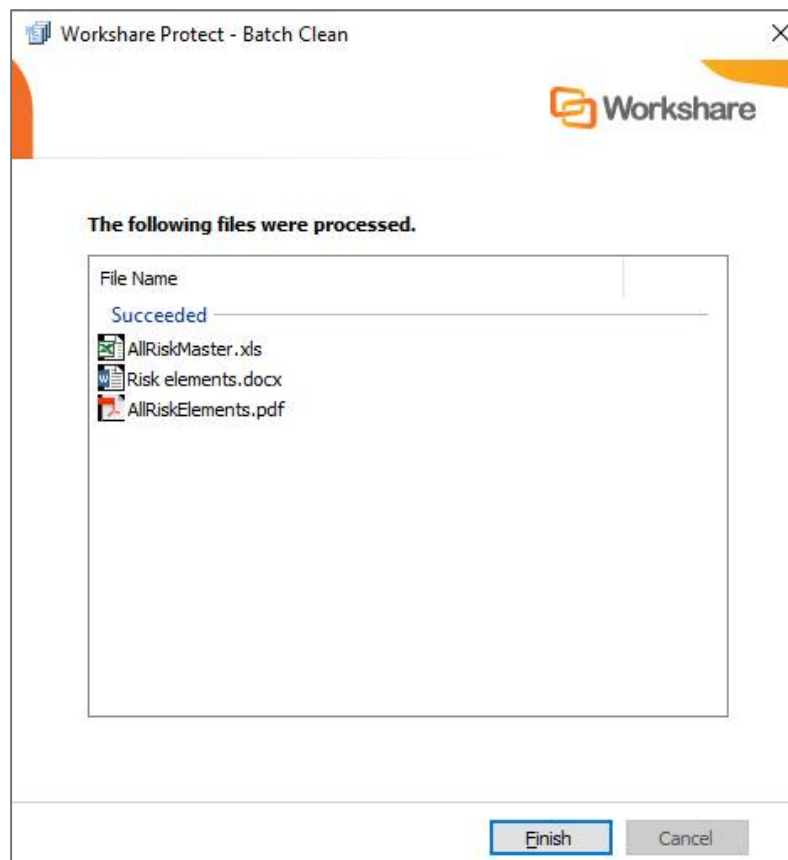 Workshare Protect - Batch Clean
Workshare
The following files were processed.
File Name
Succeeded
AllRiskMaster.xls
Risk elements.docx
AllRiskElements.pdf
Finish
Cancel